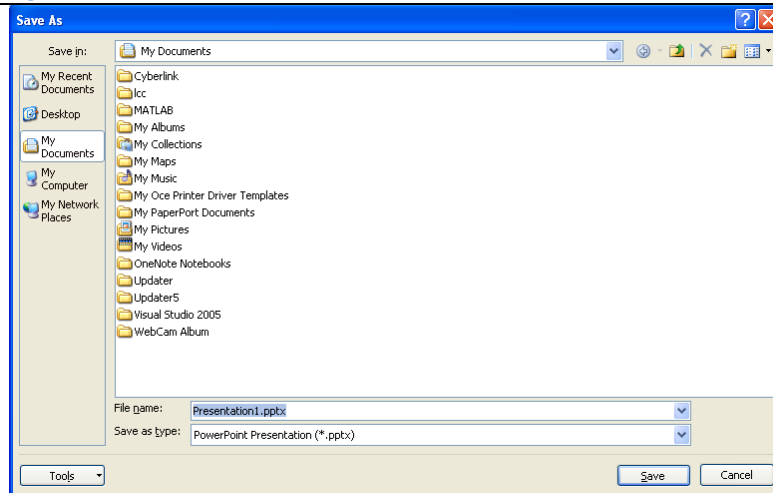 Save As
Save in:
My Documents
My Recent
Documents
Desktop
My
Documents
My
Computer
My Network
Places
Cyberlink
lcc
MATLAB
My Albums
My Collections
My Maps
My Music
My Oce Printer Driver Templates
My PaperPort Documents
My Pictures
My Videos
OneNote Notebooks
Updater
Updater5
Visual Studio 2005
WebCam Album
File name:
Presentation1.pptx
Save as type:
PowerPoint Presentation (*.pptx)
Tools
Save
Cancel